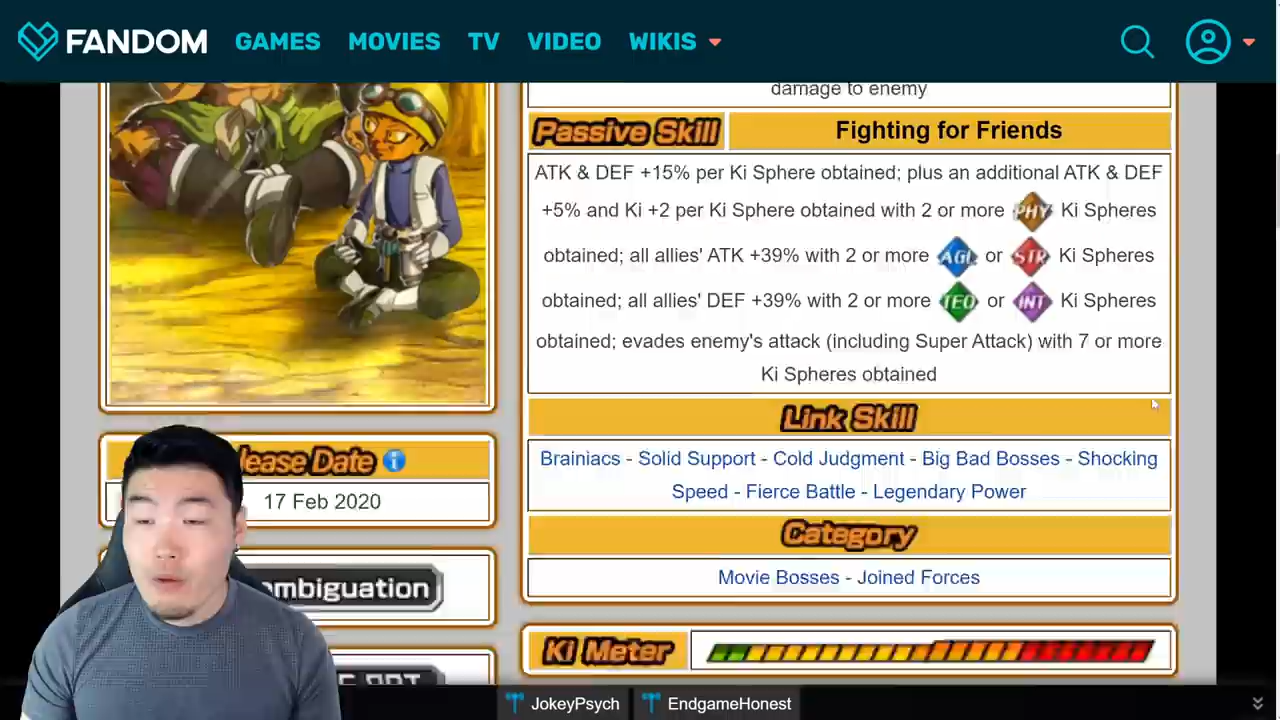 FANDOM GAMES MOVIES TV VIDEO WIKIS
damage to enemy
Passive Skill Fighting for Friends
ATK & DEF +15% per Ki Sphere obtained; plus an additional ATK & DEF
+5% and Ki +2 per Ki Sphere obtained with 2 or more PHY Ki Spheres
obtained; all allies' ATK +39% with 2 or more AGL or STR Ki Spheres
obtained; all allies' DEF +39% with 2 or more TEQ or INT Ki Spheres
obtained; evades enemy's attack (including Super Attack) with 7 or more
Ki Spheres obtained
Link Skill
Brainiacs - Solid Support - Cold Judgment - Big Bad Bosses - Shocking
Speed - Fierce Battle - Legendary Power
Category
Movie Bosses - Joined Forces
Ki Meter
lease Date i
17 Feb 2020
ambiguation
JokeyPsych EndgameHonest